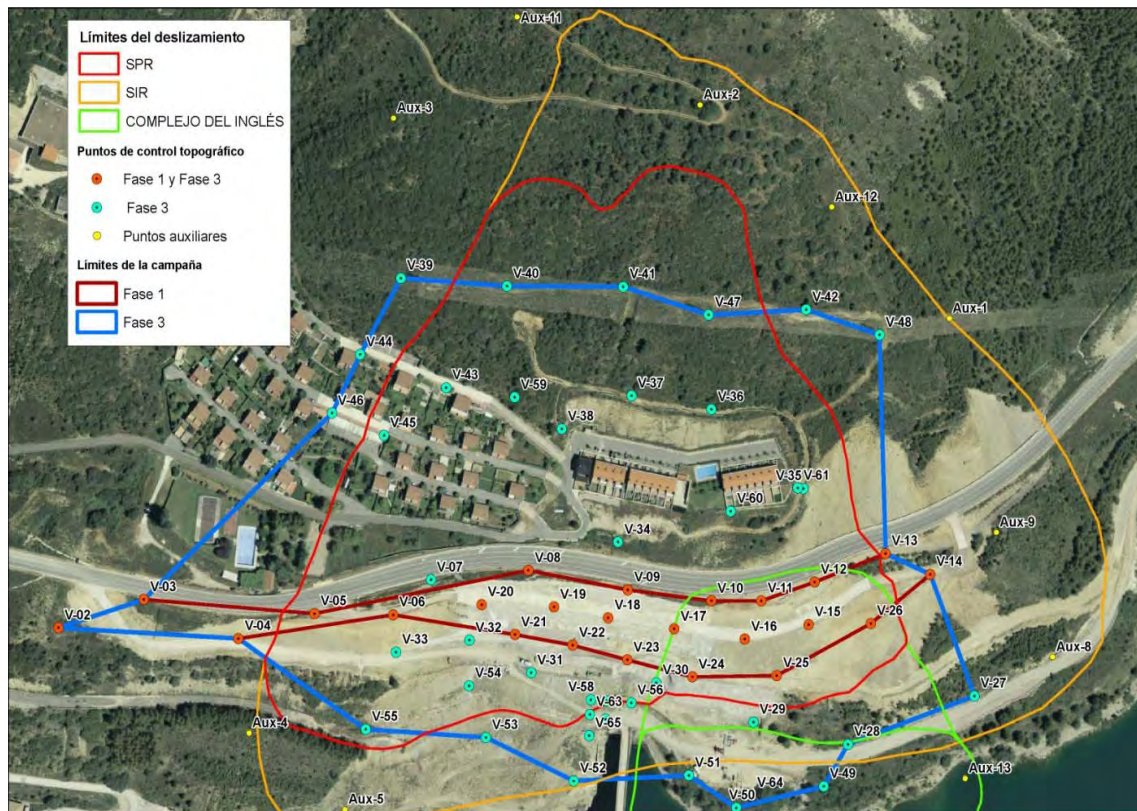 Límites del deslizamiento
SPR
SIR
COMPLEJO DEL INGLÉS
Puntos de control topográfico
Fase 1 y Fase 3
Fase 3
Puntos auxiliares
Límites de la campaña
Fase 1
Fase 3
Aux-11
Aux-2
Aux-3
Aux-12
V-39
V-40
V-41
V-47
V-42
V-48
Aux-1
V-44
V-43
V-59
V-37
V-36
V-46
V-45
V-38
V-35
V-61
V-60
V-34
Aux-9
V-13
V-14
V-08
V-07
V-09
V-12
V-03
V-10
V-11
V-02
V-05
V-06
V-20
V-19
V-18
V-17
V-16
V-15
V-26
V-04
V-33
V-32
V-21
V-22
V-23
V-30
V-24
V-25
Aux-8
V-54
V-31
V-58
V-63
V-56
V-65
V-29
V-27
Aux-4
V-55
V-53
V-28
V-52
V-51
V-64
V-49
V-50
Aux-13
Aux-5